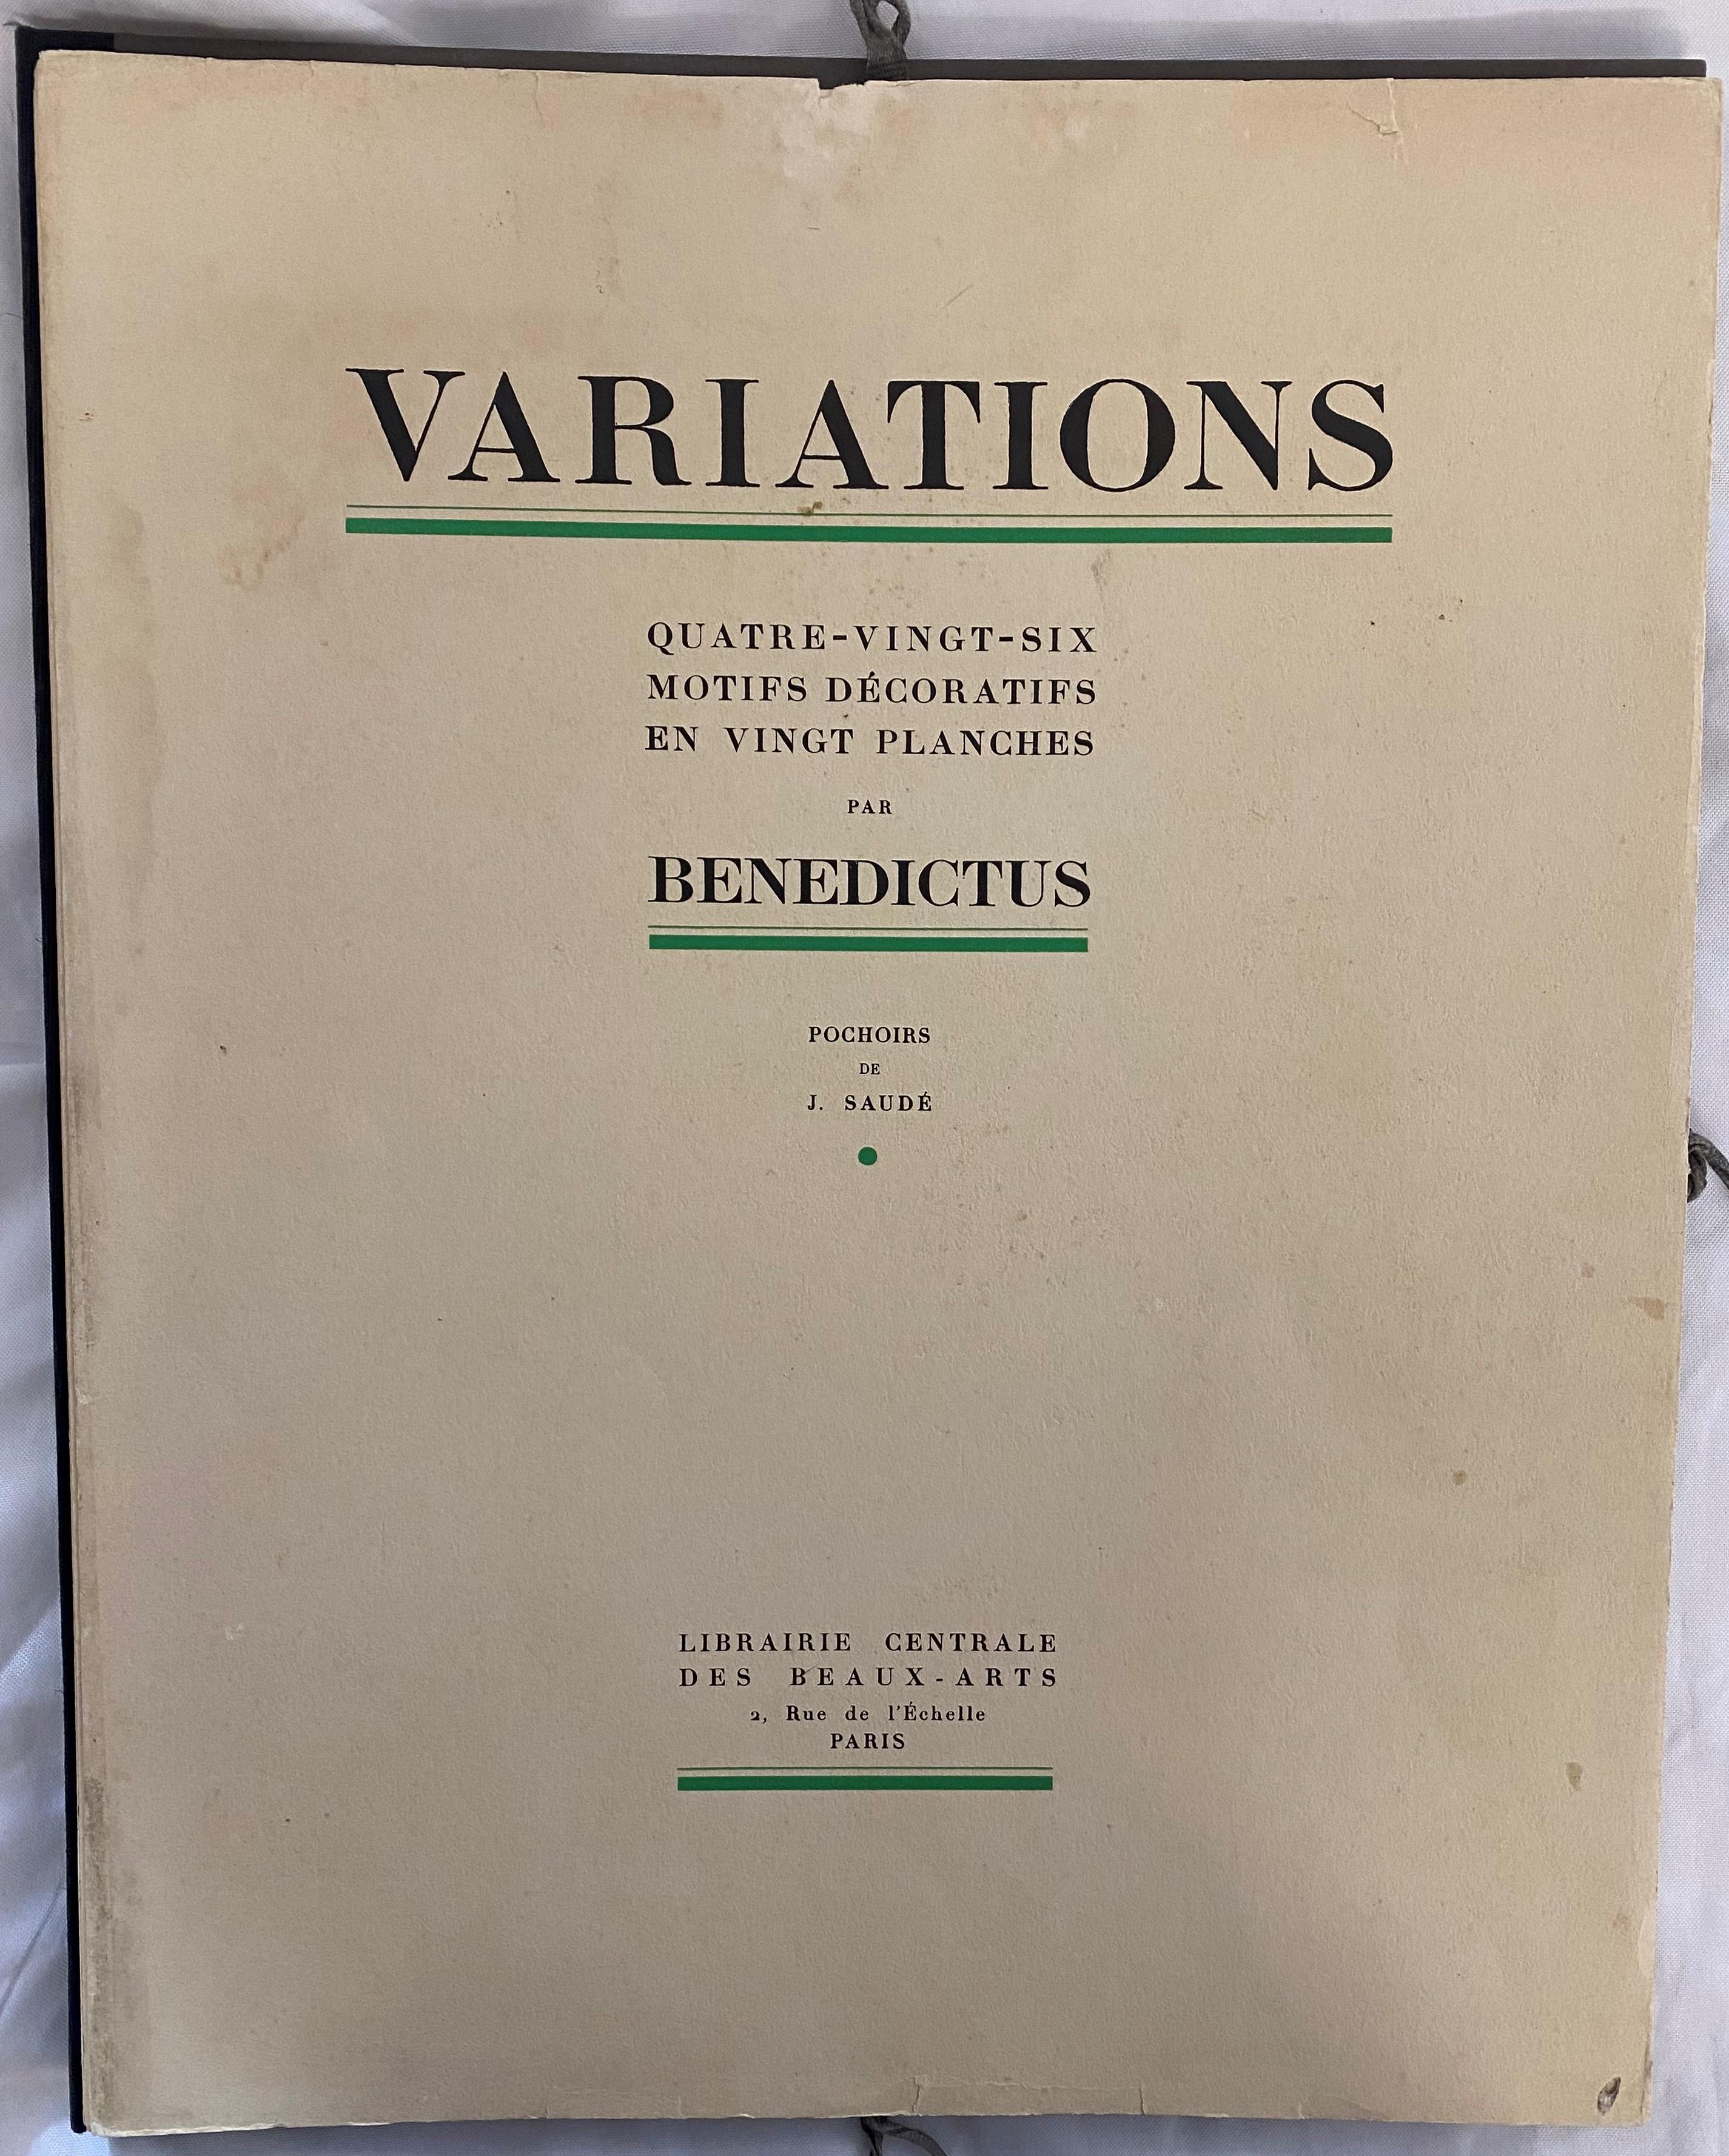 VARIATIONS
QUATRE-VINGT-SIX
MOTIFS DÉCORATIFS
EN VINGT PLANCHES
PAR
BENEDICTUS
POCHOIRS
DE
J. SAUDÉ
LIBRAIRIE CENTRALE
DES BEAUX-ARTS
2, Rue de l'Échelle
PARIS